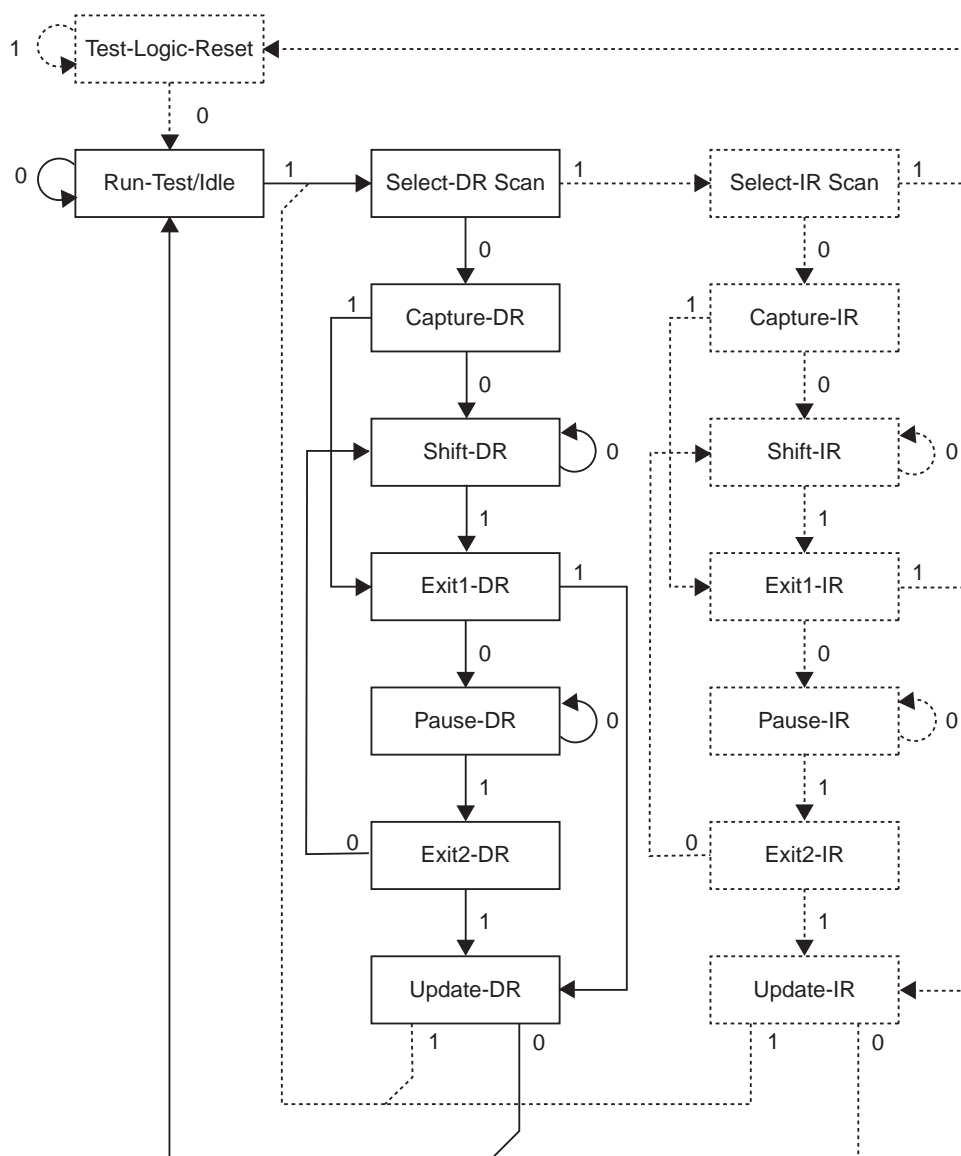 1 Test-Logic-Reset
0
0 Run-Test/Idle 1 Select-DR Scan 1 Select-IR Scan 1
0 0
1 Capture-DR 1 Capture-IR
0 0
Shift-DR 0 Shift-IR 0
1 1
Exit1-DR 1 Exit1-IR 1
0 0
Pause-DR 0 Pause-IR 0
1 1
0 Exit2-DR 0 Exit2-IR
1 1
Update-DR Update-IR
1 0 1 0